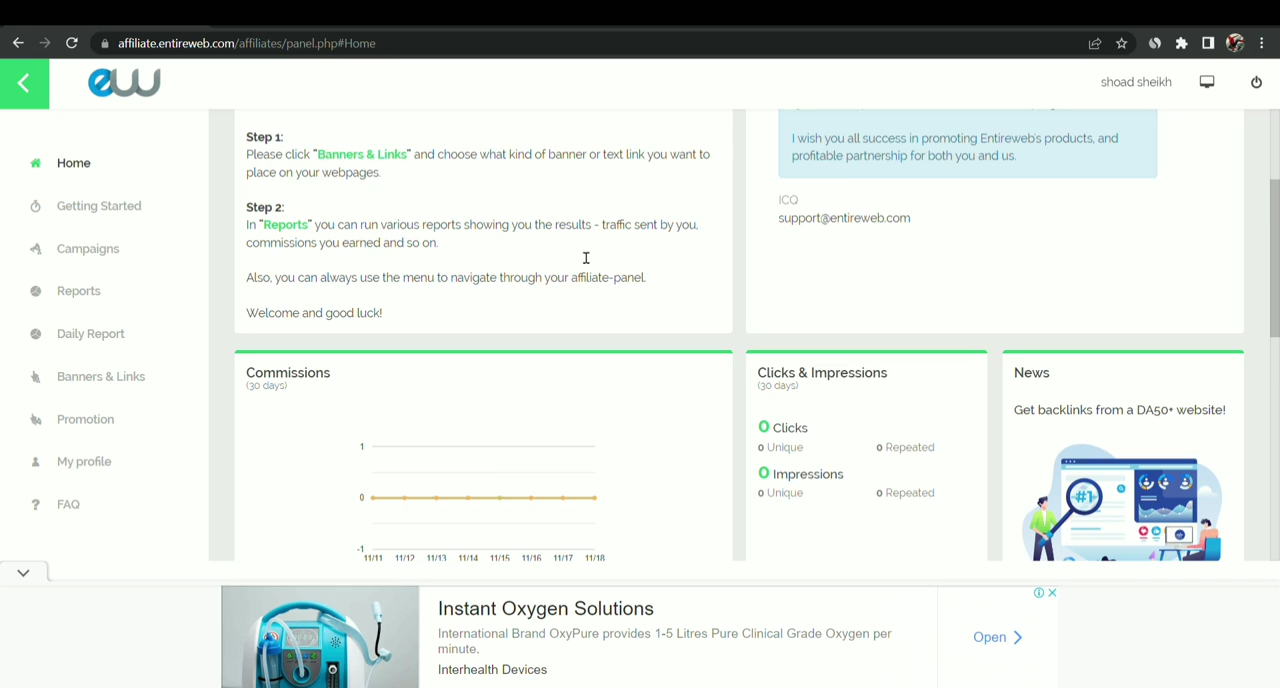 affiliate.entireweb.com/affiliates/panel.php#Home
ew
shoad sheikh
Home
Getting Started
Campaigns
Reports
Daily Report
Banners & Links
Promotion
My profile
? FAQ
Step 1:
Please click "Banners & Links" and choose what kind of banner or text link you want to
place on your webpages.
Step 2:
In "Reports" you can run various reports showing you the results - traffic sent by you,
commissions you earned and so on.
Also, you can always use the menu to navigate through your affiliate-panel.
Welcome and good luck!
I wish you all success in promoting Entireweb's products, and
profitable partnership for both you and us.
ICQ
support@entireweb.com
Commissions
(30 days)
1
0
-1
11/11 11/12 11/13 11/14 11/15 11/16 11/17 11/18
Clicks & Impressions
(30 days)
0 Clicks
0 Unique 0 Repeated
0 Impressions
0 Unique 0 Repeated
News
Get backlinks from a DA50+ website!
#1
Instant Oxygen Solutions
International Brand OxyPure provides 1-5 Litres Pure Clinical Grade Oxygen per
minute.
Interhealth Devices
Open